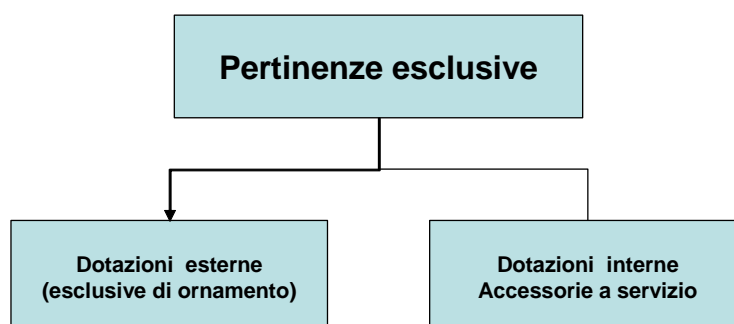 Pertinenze esclusive
Dotazioni esterne
(esclusive di ornamento)
Dotazioni interne
Accessorie a servizio